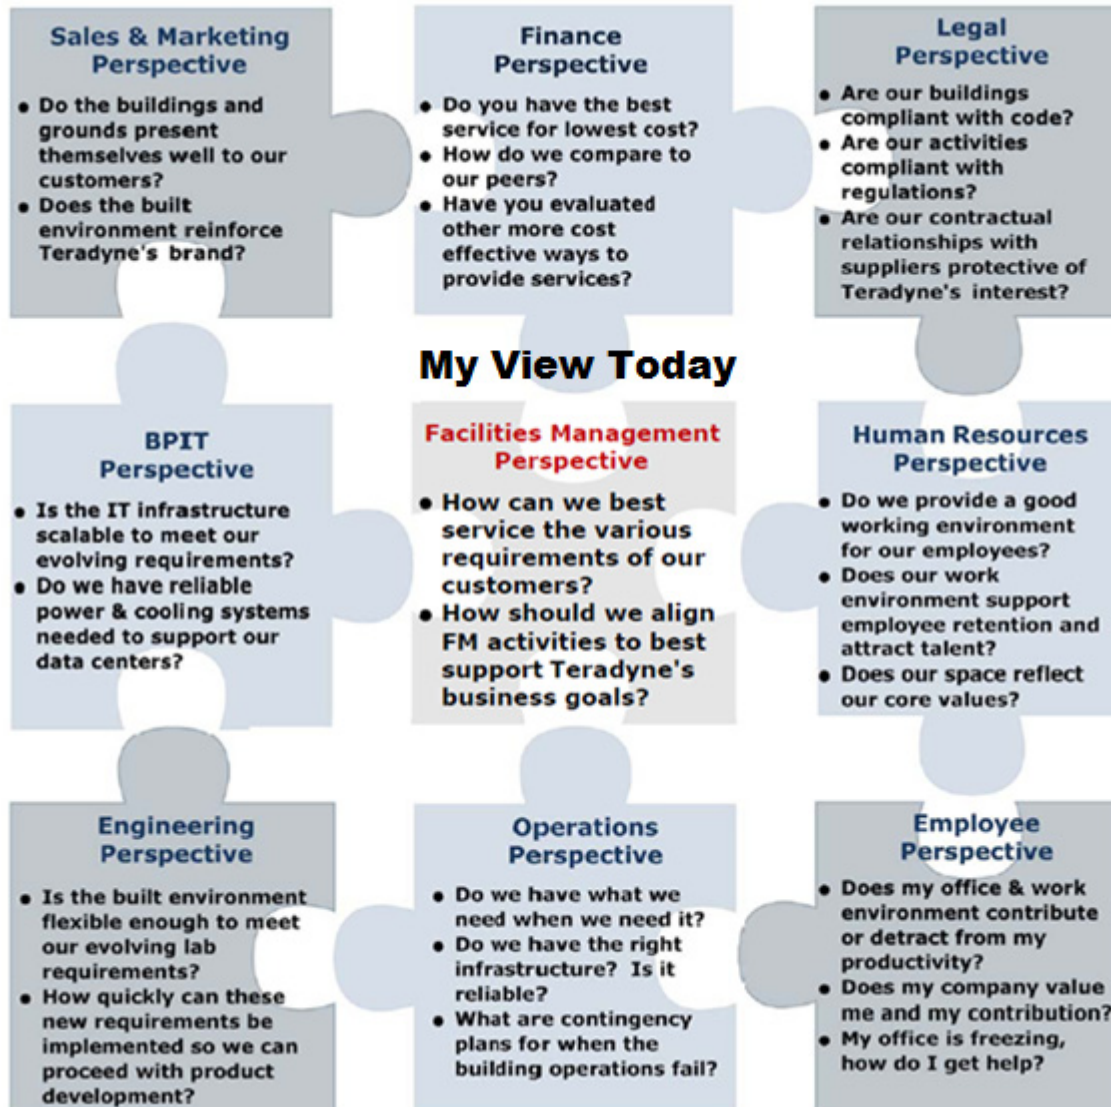 Sales & Marketing
Perspective
● Do the buildings and
grounds present
themselves well to our
customers?
● Does the built
environment reinforce
Teradyne's brand?
Finance
Perspective
● Do you have the best
service for lowest cost?
● How do we compare to
our peers?
● Have you evaluated
other more cost
effective ways to
provide services?
Legal
Perspective
● Are our buildings
compliant with code?
● Are our activities
compliant with
regulations?
● Are our contractual
relationships with
suppliers protective of
Teradyne's interest?
My View Today
BPIT
Perspective
● Is the IT infrastructure
scalable to meet our
evolving requirements?
● Do we have reliable
power & cooling systems
needed to support our
data centers?
Facilities Management
Perspective
● How can we best
service the various
requirements of our
customers?
● How should we align
FM activities to best
support Teradyne's
business goals?
Human Resources
Perspective
● Do we provide a good
working environment
for our employees?
● Does our work
environment support
employee retention and
attract talent?
● Does our space reflect
our core values?
Engineering
Perspective
● Is the built environment
flexible enough to meet
our evolving lab
requirements?
● How quickly can these
new requirements be
implemented so we can
proceed with product
development?
Operations
Perspective
● Do we have what we
need when we need it?
● Do we have the right
infrastructure? Is it
reliable?
● What are contingency
plans for when the
building operations fail?
Employee
Perspective
● Does my office & work
environment contribute
or detract from my
productivity?
● Does my company value
me and my contribution?
● My office is freezing,
how do I get help?